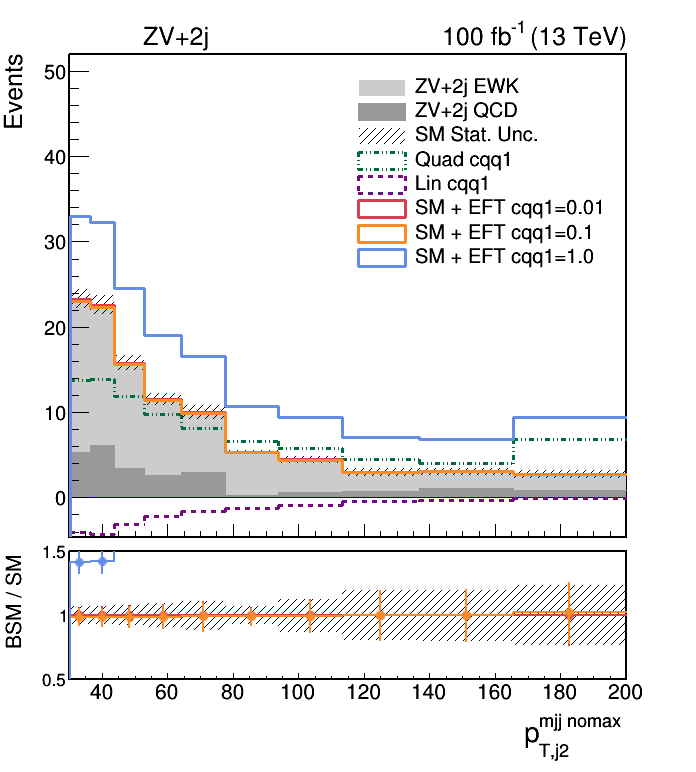 ZV+2j 100 fb-1 (13 TeV)
Events
50
40
30
20
10
0
ZV+2j EWK
ZV+2j QCD
SM Stat. Unc.
Quad cqq1
Lin cqq1
SM + EFT cqq1=0.01
SM + EFT cqq1=0.1
SM + EFT cqq1=1.0
BSM / SM
1.5
1
0.5
40 60 80 100 120 140 160 180 200
p T,j2 mjj nomax